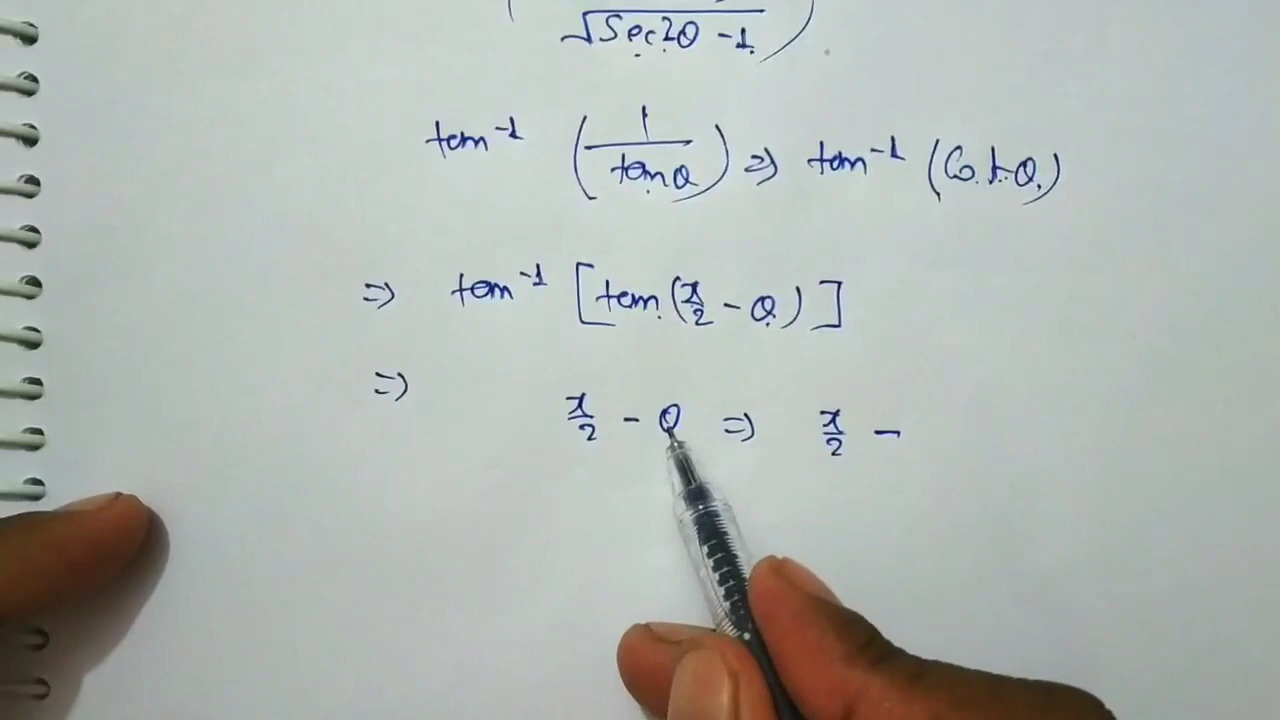 √Sec2θ -1 )
tan⁻¹ (1/tanθ) => tan⁻¹ (Cotθ)
=> tan⁻¹ [tan(π/2 - θ)]
=>
π/2 - θ => π/2 -